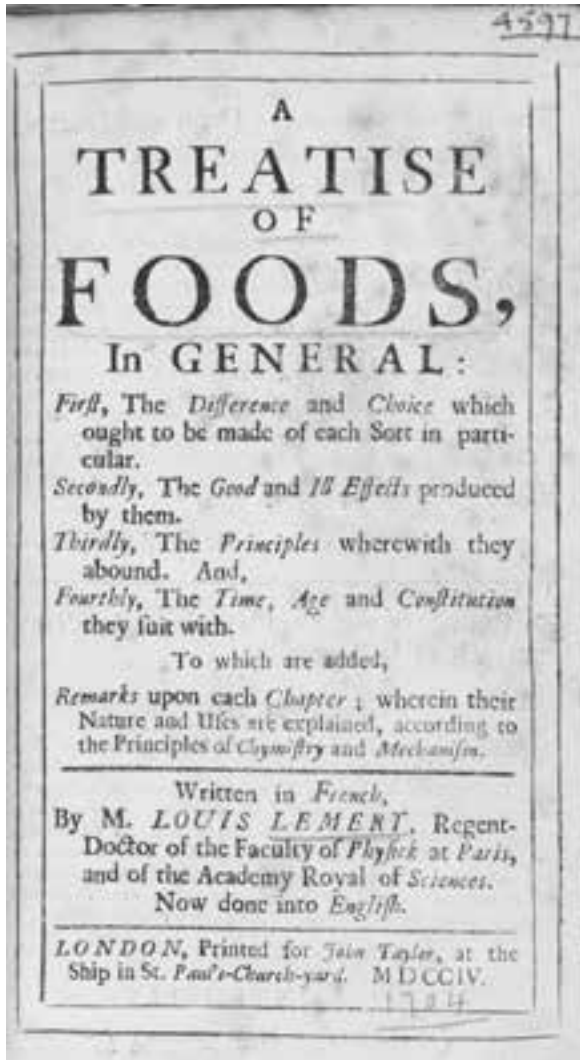 4597
A
TREATISE
OF
FOODS,
In GENERAL:
Firſt, The Difference and Choice which
ought to be made of each Sort in parti-
cular.
Secondly, The Good and Ill Effects produced
by them.
Thirdly, The Principles wherewith they
abound. And,
Fourthly, The Time, Age and Conſtitution
they ſuit with.
To which are added,
Remarks upon each Chapter; wherein their
Nature and Uſes are explained, according to
the Principles of Chymiſtry and Mechaniſm.
Written in French,
By M. LOUIS LEMERY, Regent-
Doctor of the Faculty of Phyſick at Paris,
and of the Academy Royal of Sciences.
Now done into Engliſh.
LONDON, Printed for John Taylor, at the
Ship in St. Paul's-Church-yard. MDCCIV.
1704